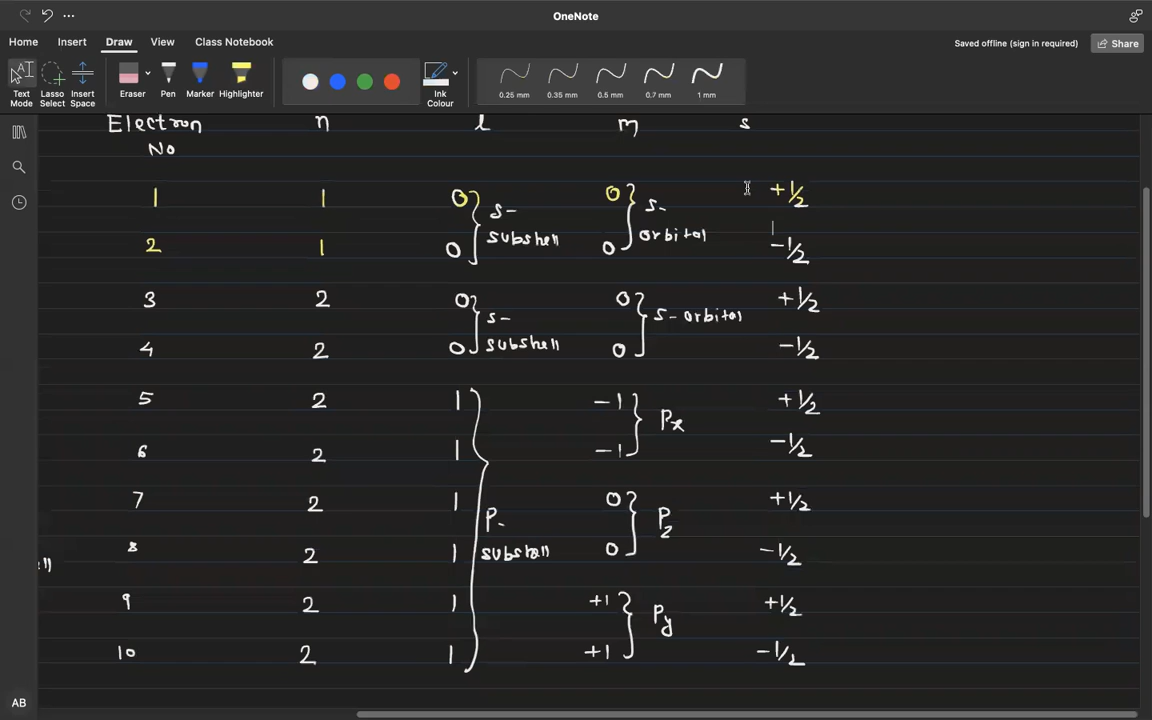 OneNote
Home Insert Draw View Class Notebook
Saved offline (sign in required) Share
Text Mode Lasso Select Insert Space Eraser Pen Marker Highlighter Ink Colour 0.25 mm 0.35 mm 0.5 mm 0.7 mm 1 mm
Electron No n l m s
1 1 0 0 +1/2
s- subshell s- orbital
2 1 0 0 -1/2
3 2 0 0 +1/2
s- subshell s-orbital
4 2 0 0 -1/2
5 2 1 -1 +1/2
Px
6 2 1 -1 -1/2
7 2 1 0 +1/2
P- subshell Pz
8 2 1 0 -1/2
9 2 1 +1 +1/2
Py
10 2 1 +1 -1/2
AB